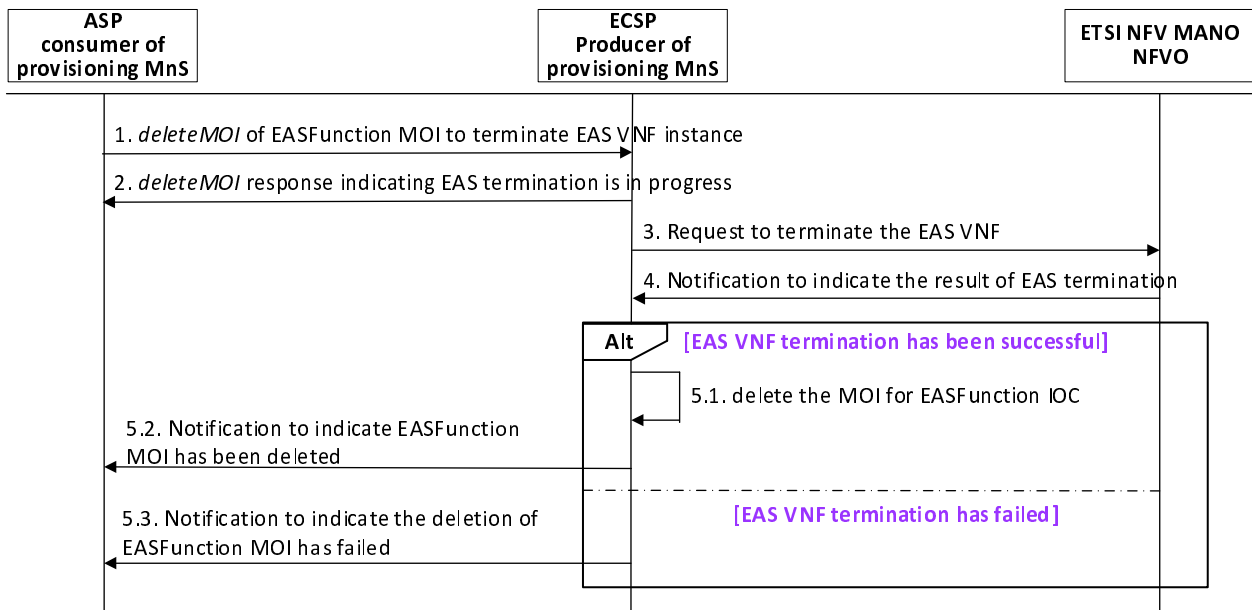 ASP
consumer of
provisioning MnS
ECSP
Producer of
provisioning MnS
ETSI NFV MANO
NFVO
1. deleteMOI of EASFunction MOI to terminate EAS VNF instance
2. deleteMOI response indicating EAS termination is in progress
3. Request to terminate the EAS VNF
4. Notification to indicate the result of EAS termination
Alt
[EAS VNF termination has been successful]
5.1. delete the MOI for EASFunction IOC
5.2. Notification to indicate EASFunction
MOI has been deleted
[EAS VNF termination has failed]
5.3. Notification to indicate the deletion of
EASFunction MOI has failed